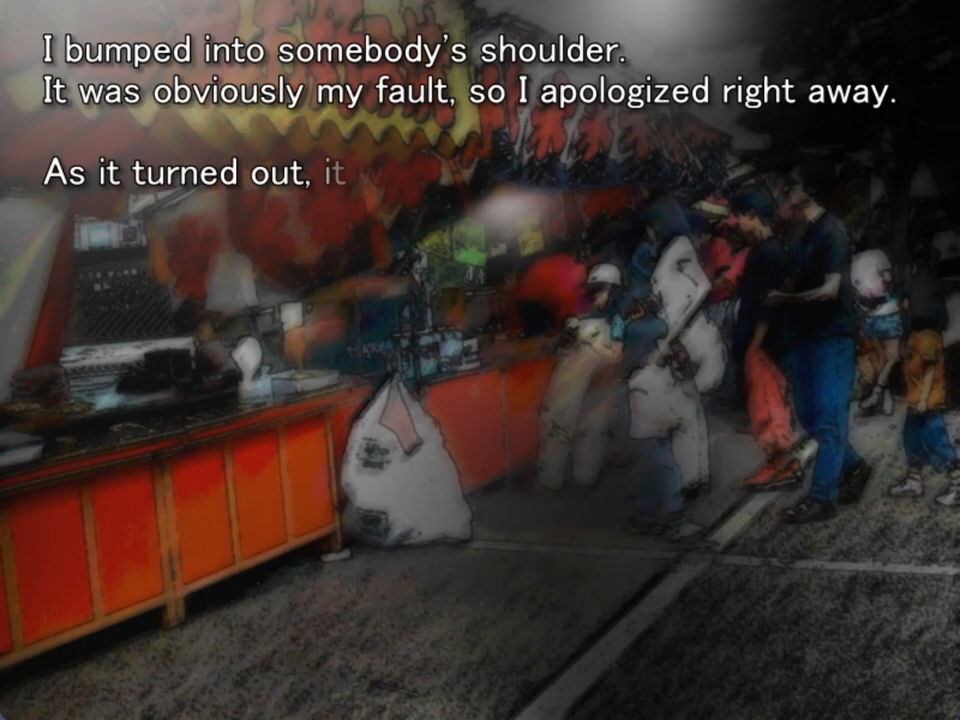 I bumped into somebody's shoulder.
It was obviously my fault, so I apologized right away.
As it turned out, it